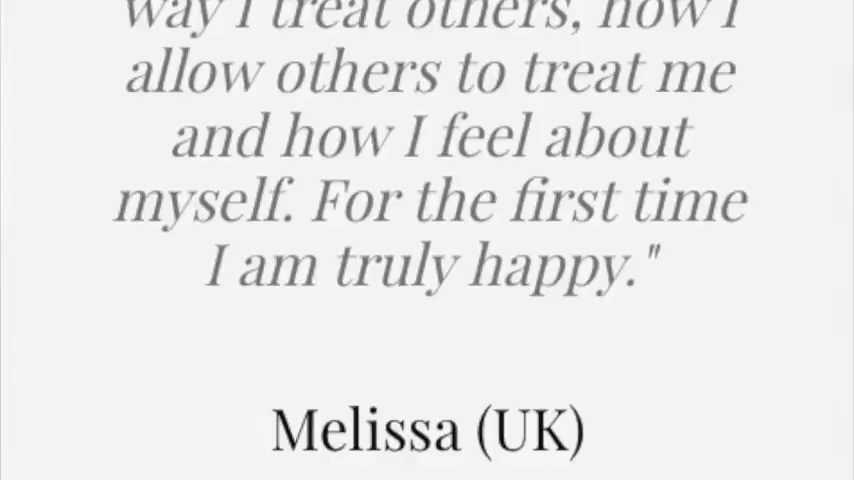 way I treat others, how I
allow others to treat me
and how I feel about
myself. For the first time
I am truly happy."
Melissa (UK)